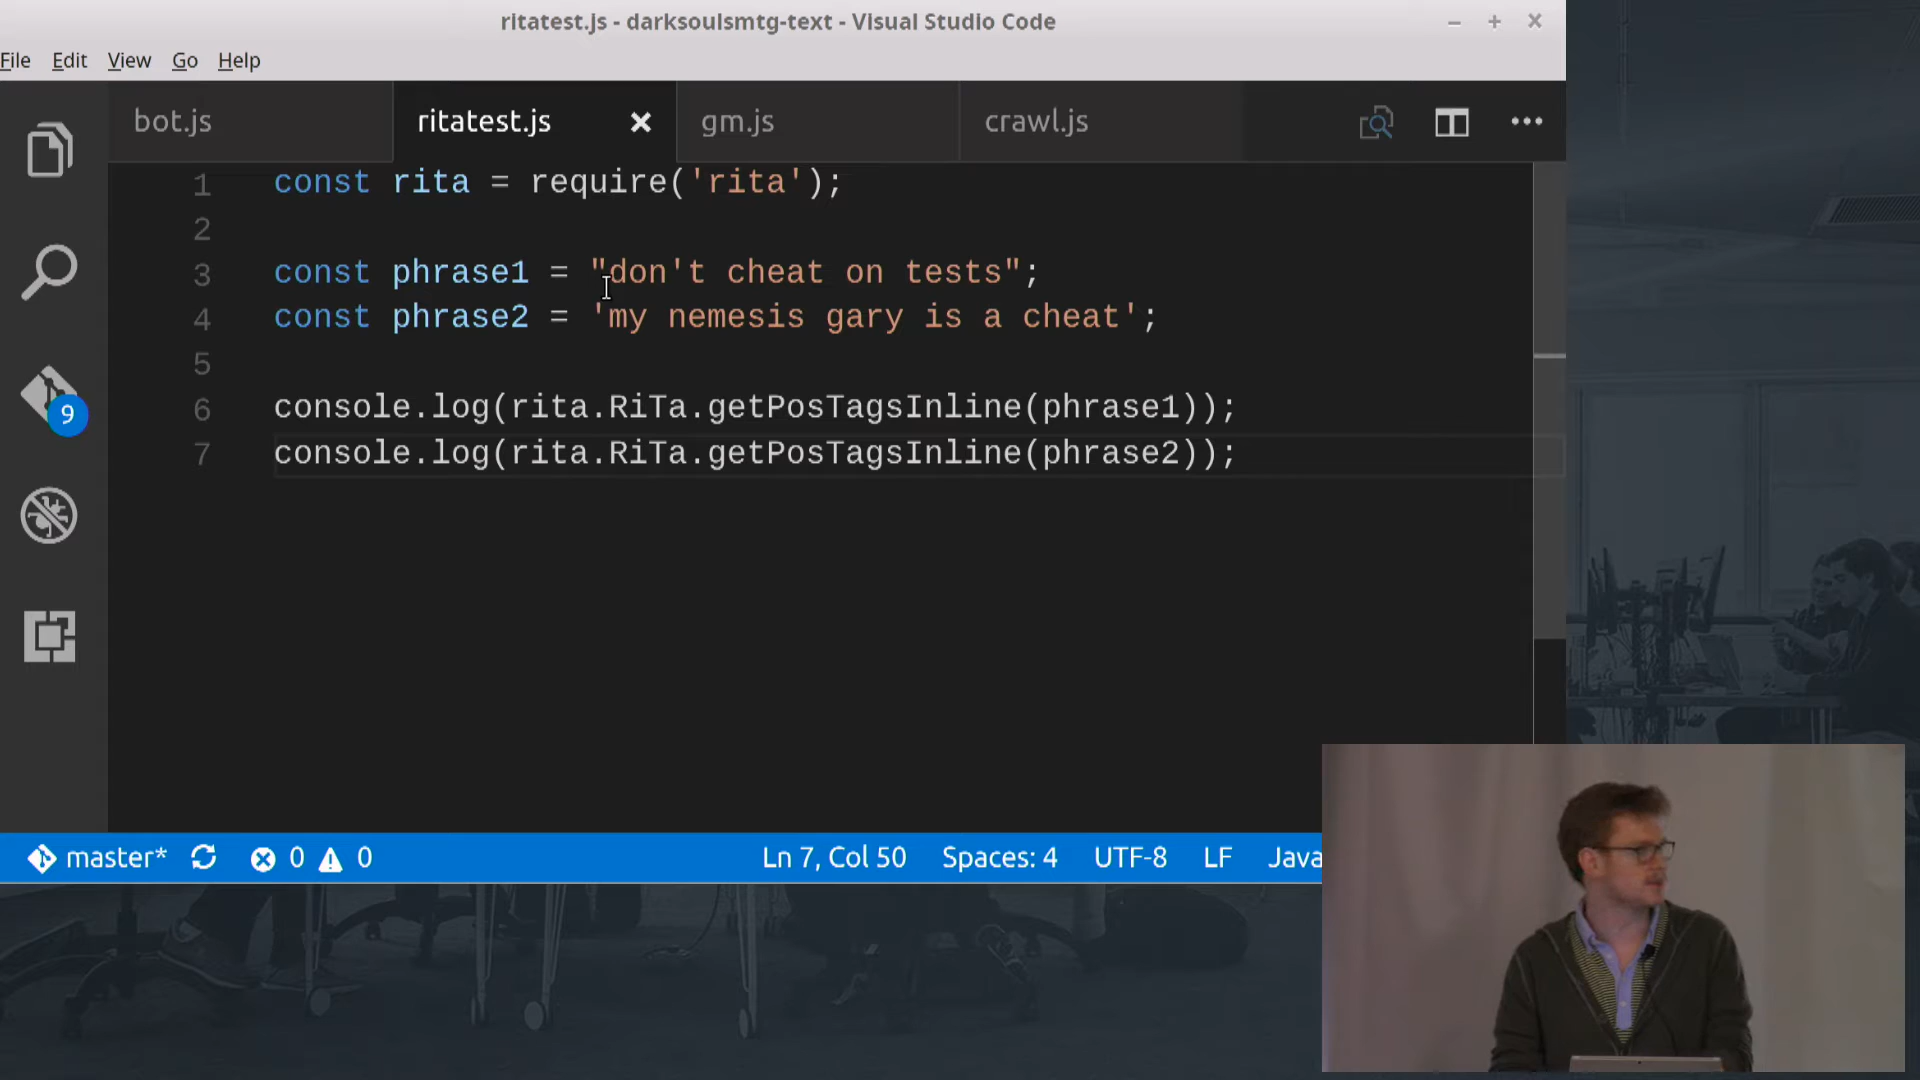 ritatest.js - darksoulsmtg-text - Visual Studio Code
File Edit View Go Help
bot.js ritatest.js gm.js crawl.js
1 const rita = require('rita');
2
3 const phrase1 = "don't cheat on tests";
4 const phrase2 = 'my nemesis gary is a cheat';
5
6 console.log(rita.RiTa.getPosTagsInline(phrase1));
7 console.log(rita.RiTa.getPosTagsInline(phrase2));
9
master* 0 0 Ln 7, Col 50 Spaces: 4 UTF-8 LF Java